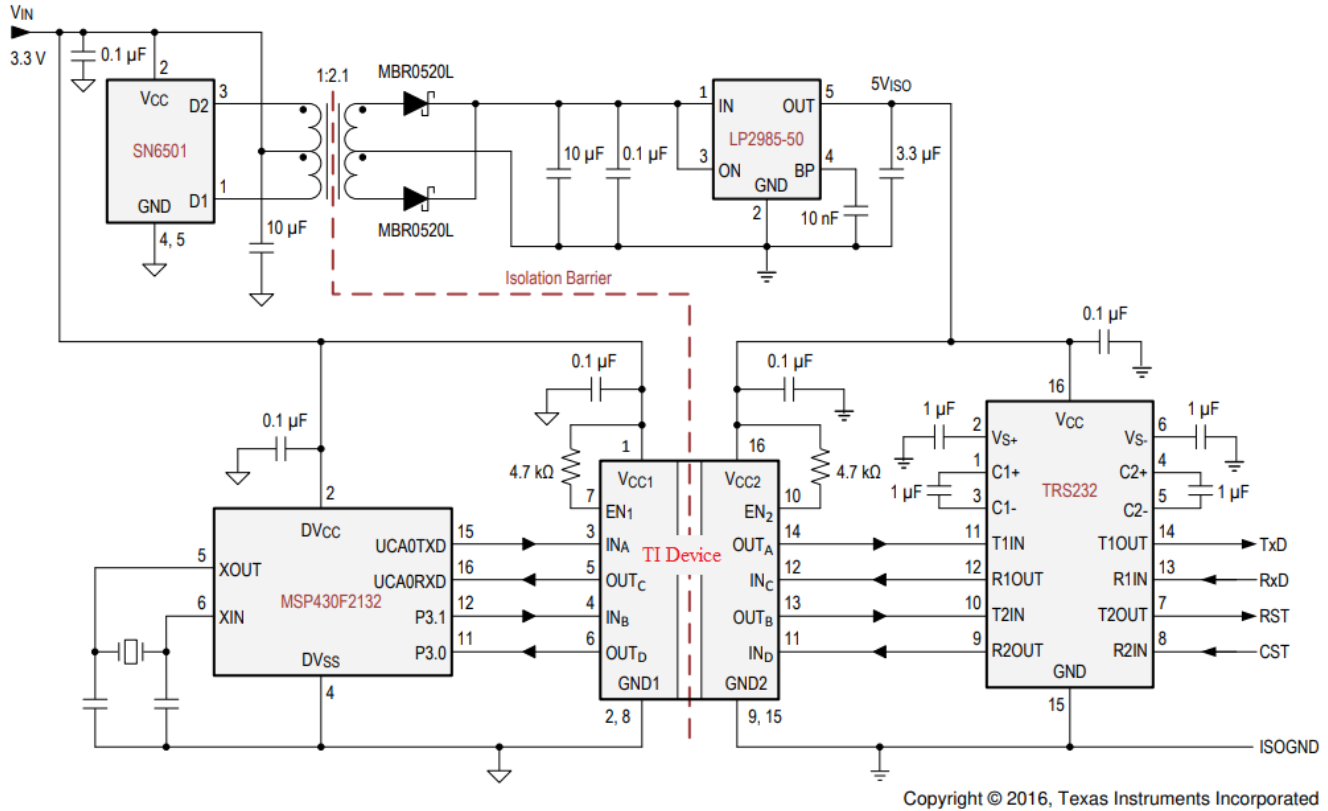 VIN
3.3 V
0.1 µF
2
VCC
D2
3
SN6501
D1
1
GND
4, 5
10 µF
1:2.1
MBR0520L
MBR0520L
10 µF
0.1 µF
1
IN
OUT
5
LP2985-50
3
ON
BP
4
GND
2
10 nF
5VISO
3.3 µF
Isolation Barrier
0.1 µF
2
DVCC
5
XOUT
UCA0TXD
15
UCA0RXD
16
MSP430F2132
6
XIN
P3.1
12
P3.0
11
DVSS
4
0.1 µF
4.7 kΩ
1
VCC1
7
EN1
3
INA
5
OUTC
4
INB
6
OUTD
GND1
2, 8
TI Device
0.1 µF
16
4.7 kΩ
VCC2
EN2
10
OUTA
14
INC
12
OUTB
13
IND
11
GND2
9, 15
0.1 µF
16
VCC
1 µF
2
VS+
VS-
6
1 µF
1
C1+
C2+
4
1 µF
3
C1-
C2-
5
1 µF
TRS232
11
T1IN
T1OUT
14
TxD
12
R1OUT
R1IN
13
RxD
10
T2IN
T2OUT
7
RST
9
R2OUT
R2IN
8
CST
GND
15
ISOGND
Copyright © 2016, Texas Instruments Incorporated